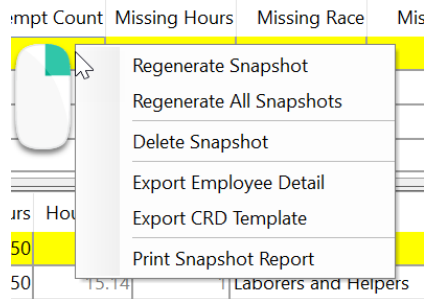 empt Count Missing Hours Missing Race Mis
Regenerate Snapshot
Regenerate All Snapshots
Delete Snapshot
Export Employee Detail
urs Hou
Export CRD Template
50
Print Snapshot Report
50 15.14 1 Laborers and Helpers